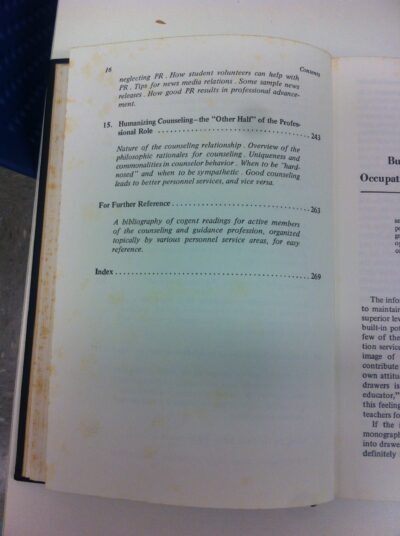 16
Contents
neglecting PR . How student volunteers can help with
PR . Tips for news media relations . Some sample news
releases . How good PR results in professional advance-
ment.
15. Humanizing Counseling—the "Other Half" of the Profes-
sional Role 243
Nature of the counseling relationship . Overview of the
philosophic rationales for counseling . Uniqueness and
commonalities in counselor behavior . When to be "hard-
nosed" and when to be sympathetic . Good counseling
leads to better personnel services, and vice versa.
For Further Reference 263
A bibliography of cogent readings for active members
of the counseling and guidance profession, organized
topically by various personnel service areas, for easy
reference.
Index 269
Bu
Occupat
The info
to maintain
superior lev
built-in pot
few of the
tion service
image of
contribute
own attitu
drawers is
educator,"
this feeling
teachers fo
If the i
monograph
into drawe
definitely